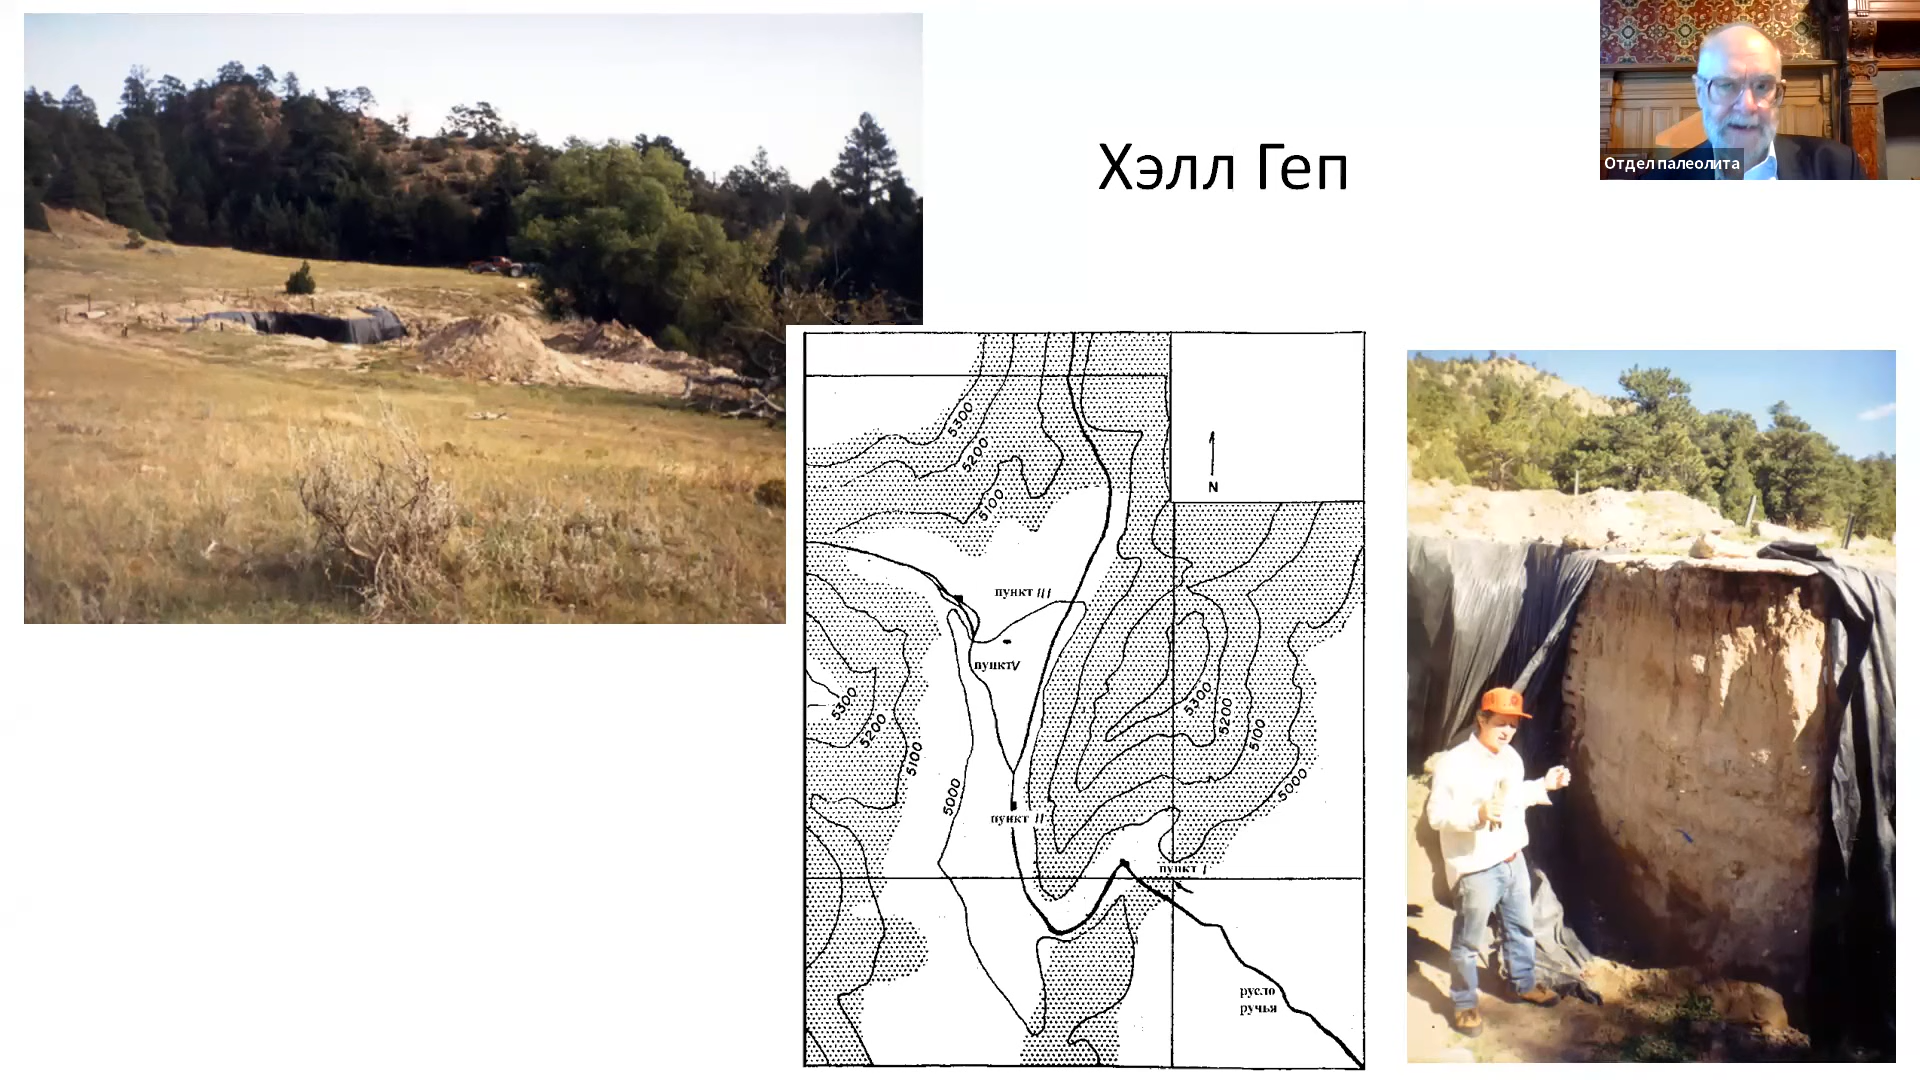 Хэлл Геп
Отдел палеолита
5300
5200
5100
N
пункт III
пункт V
5300
5200
5100
5000
5300
5200
5100
5000
пункт II
пункт I
русло
ручья